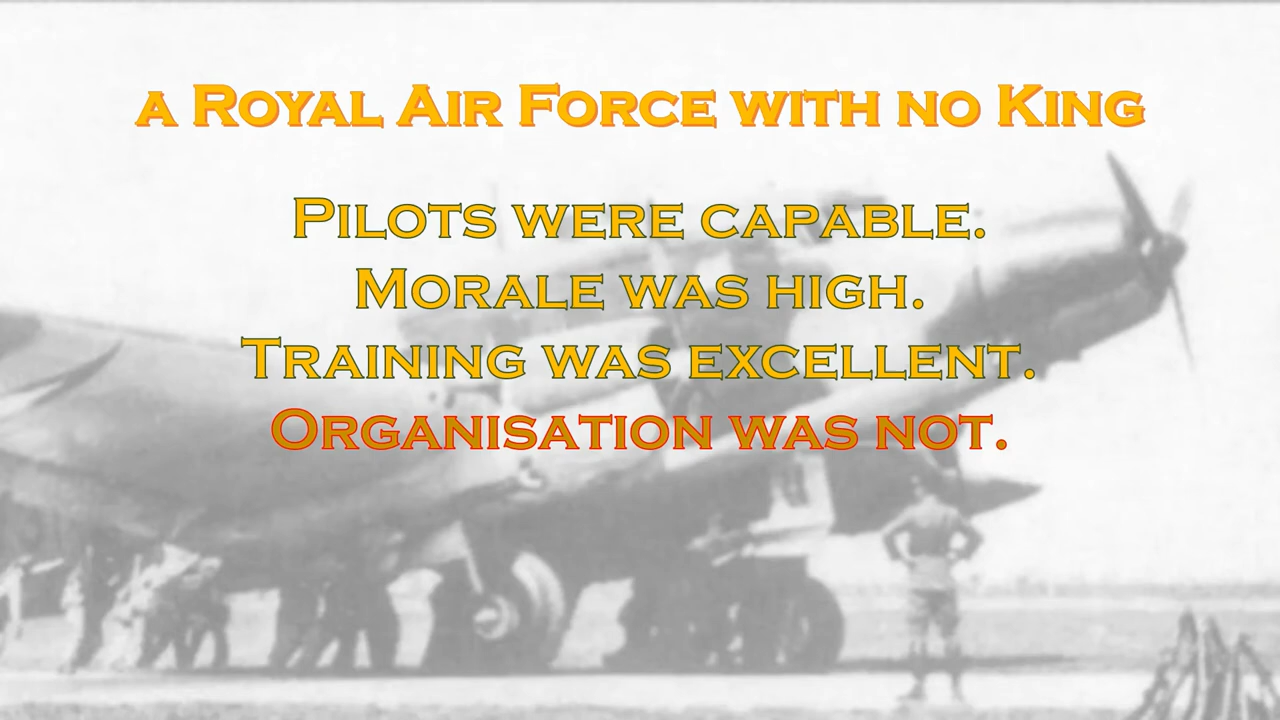 a Royal Air Force with no King
Pilots were capable.
Morale was high.
Training was excellent.
Organisation was not.